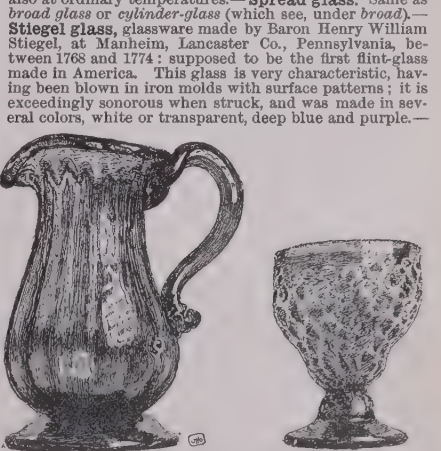 also at ordinary temperatures.— Spread glass. Same as
broad glass or cylinder-glass (which see, under broad).—
Stiegel glass, glassware made by Baron Henry William
Stiegel, at Manheim, Lancaster Co., Pennsylvania, be-
tween 1768 and 1774: supposed to be the first flint-glass
made in America. This glass is very characteristic, hav-
ing been blown in iron molds with surface patterns; it is
exceedingly sonorous when struck, and was made in sev-
eral colors, white or transparent, deep blue and purple.—